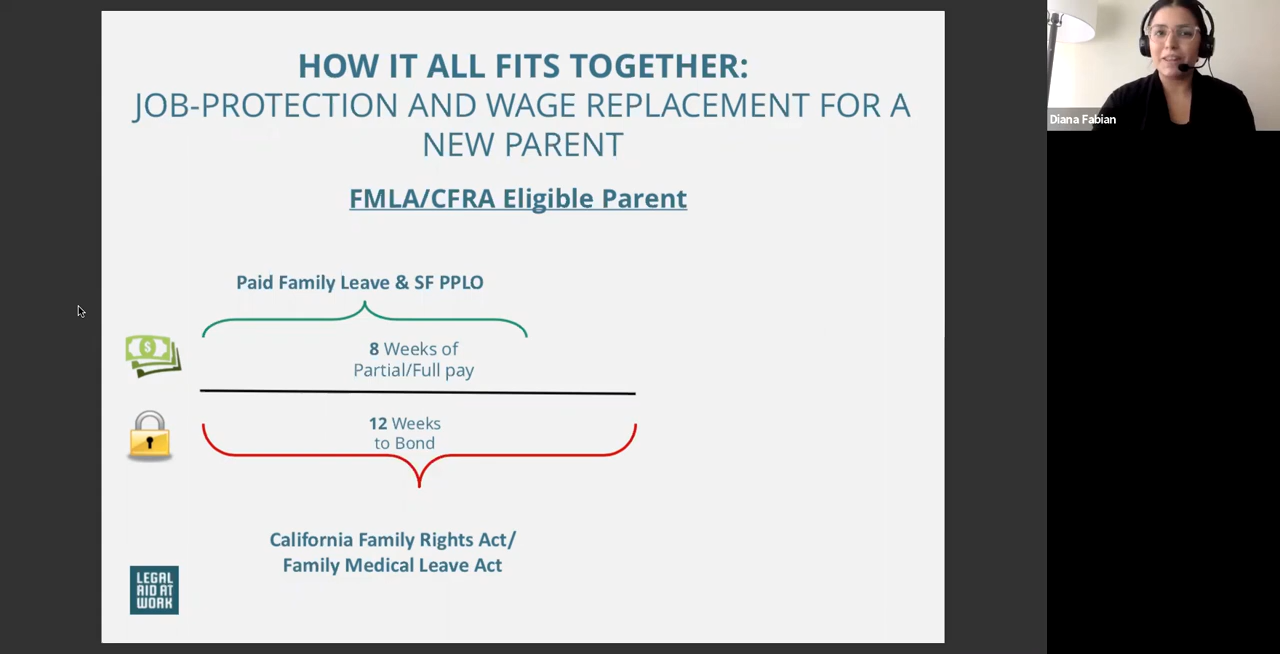 HOW IT ALL FITS TOGETHER:
JOB-PROTECTION AND WAGE REPLACEMENT FOR A
NEW PARENT
FMLA/CFRA Eligible Parent
Paid Family Leave & SF PPLO
8 Weeks of
Partial/Full pay
12 Weeks
to Bond
California Family Rights Act/
Family Medical Leave Act
LEGAL
AID AT
WORK
Diana Fabian